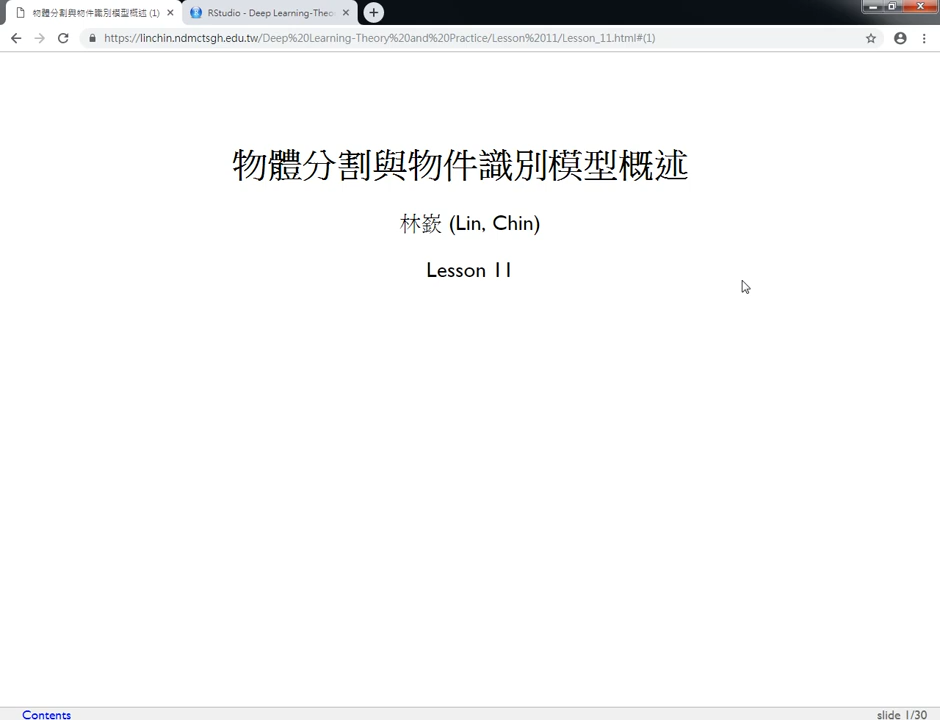 物體分割與物件識別模型概述 (1)
RStudio - Deep Learning-Theo
https://linchin.ndmctsgh.edu.tw/Deep%20Learning-Theory%20and%20Practice/Lesson%2011/Lesson_11.html#(1)
物體分割與物件識別模型概述
林嶔 (Lin, Chin)
Lesson 11
Contents
slide 1/30